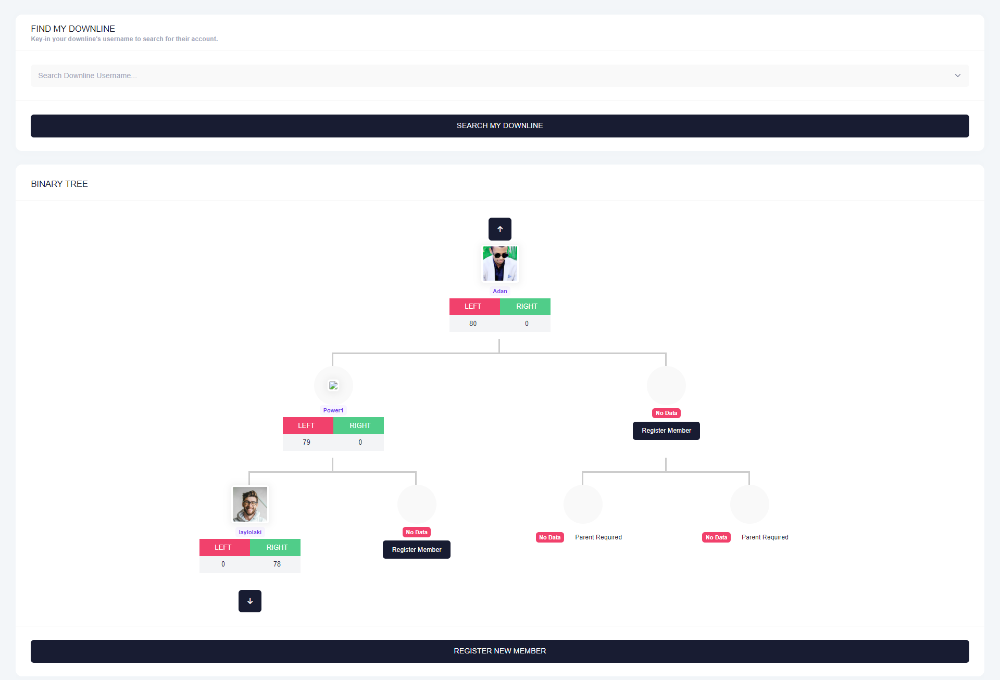 FIND MY DOWNLINE
Key-in your downline's username to search for their account.
Search Downline Username...
SEARCH MY DOWNLINE
BINARY TREE
Adan
LEFT RIGHT
80 0
Power1
LEFT RIGHT
79 0
No Data
Register Member
laylolaki
LEFT RIGHT
0 78
No Data
Register Member
No Data Parent Required
No Data Parent Required
REGISTER NEW MEMBER